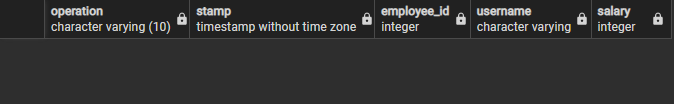 operation
character varying (10)
stamp
timestamp without time zone
employee_id
integer
username
character varying
salary
integer